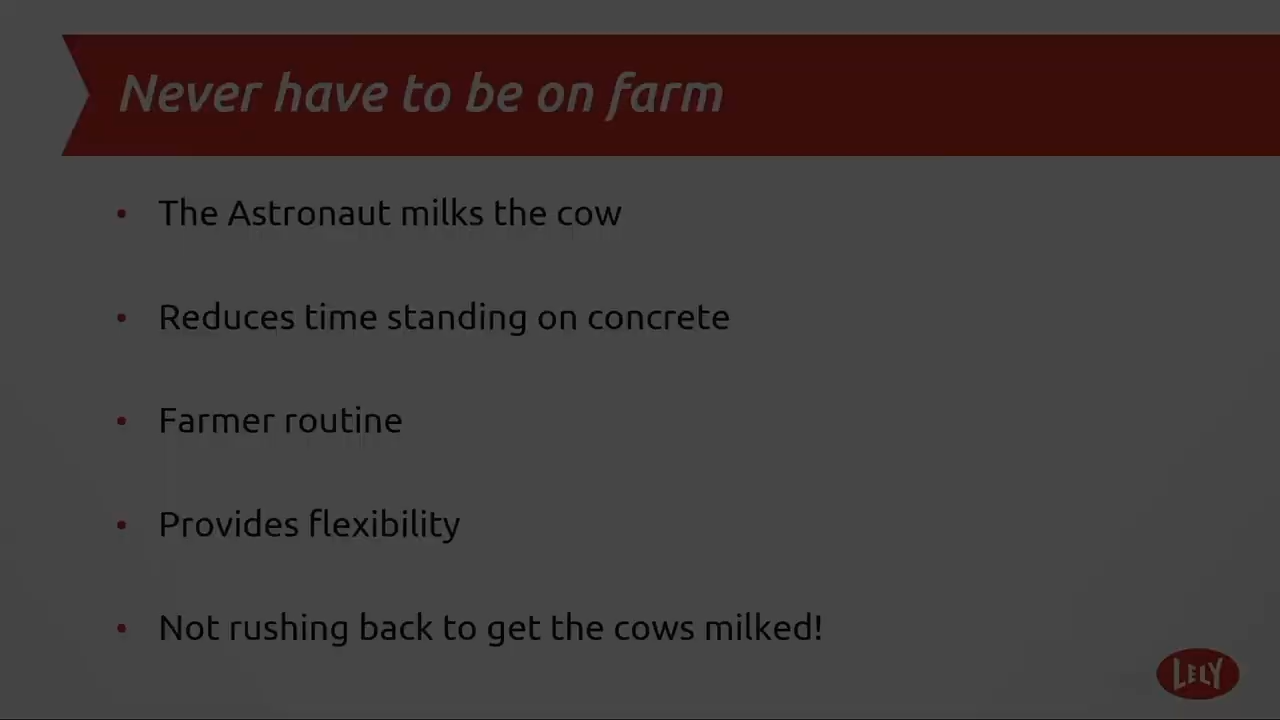 Never have to be on farm
• The Astronaut milks the cow
• Reduces time standing on concrete
• Farmer routine
• Provides flexibility
• Not rushing back to get the cows milked!
LELY